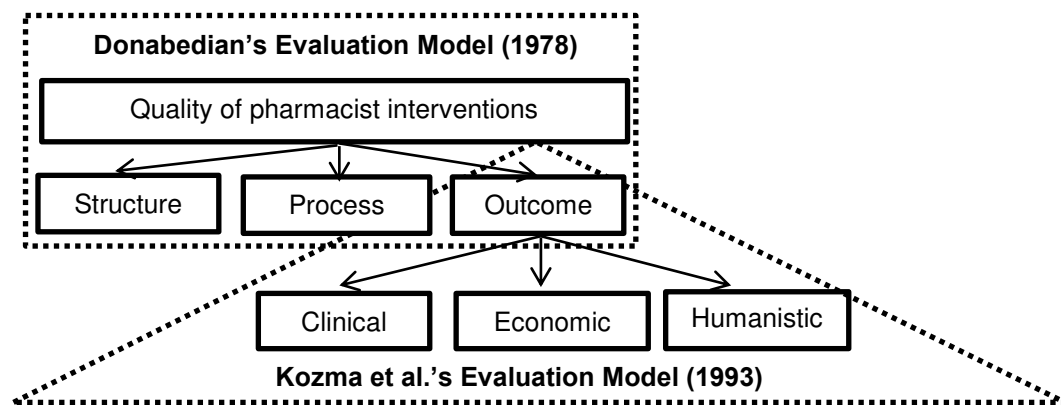 Donabedian’s Evaluation Model (1978)
Quality of pharmacist interventions
Structure
Process
Outcome
Clinical
Economic
Humanistic
Kozma et al.’s Evaluation Model (1993)